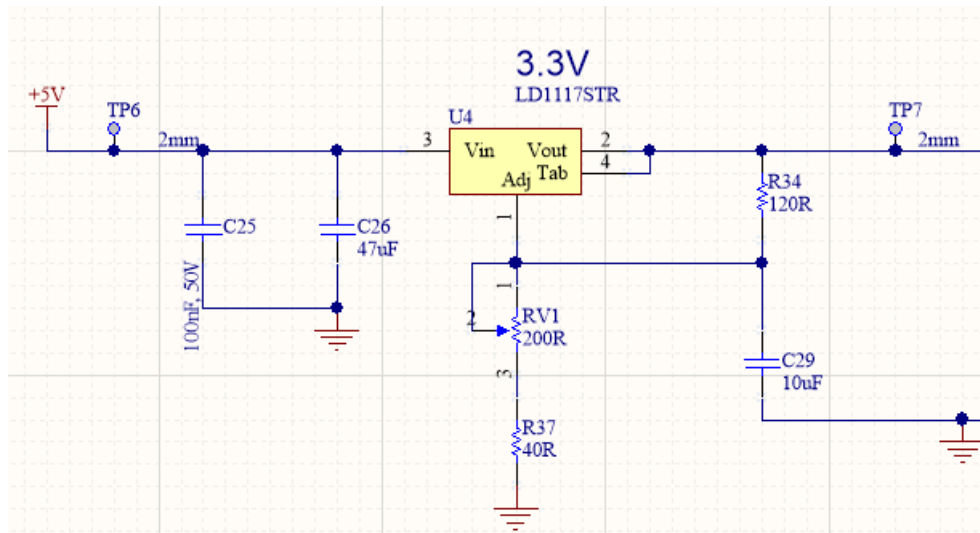 3.3V
LD1117STR
+5V
TP6
2mm
U4
3
Vin
Vout
2
Tab
4
Adj
1
TP7
2mm
R34
120R
C25
100nF, 50V
C26
47uF
1
2
RV1
200R
3
C29
10uF
R37
40R